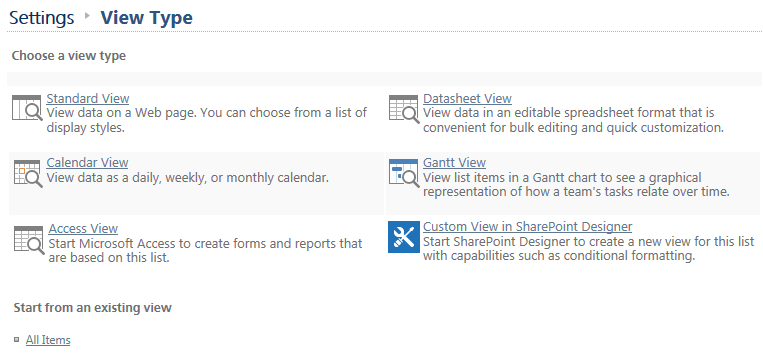 Settings View Type
Choose a view type
Standard View
View data on a Web page. You can choose from a list of
display styles.
Datasheet View
View data in an editable spreadsheet format that is
convenient for bulk editing and quick customization.
Calendar View
View data as a daily, weekly, or monthly calendar.
Gantt View
View list items in a Gantt chart to see a graphical
representation of how a team's tasks relate over time.
Access View
Start Microsoft Access to create forms and reports that
are based on this list.
Custom View in SharePoint Designer
Start SharePoint Designer to create a new view for this list
with capabilities such as conditional formatting.
Start from an existing view
All Items